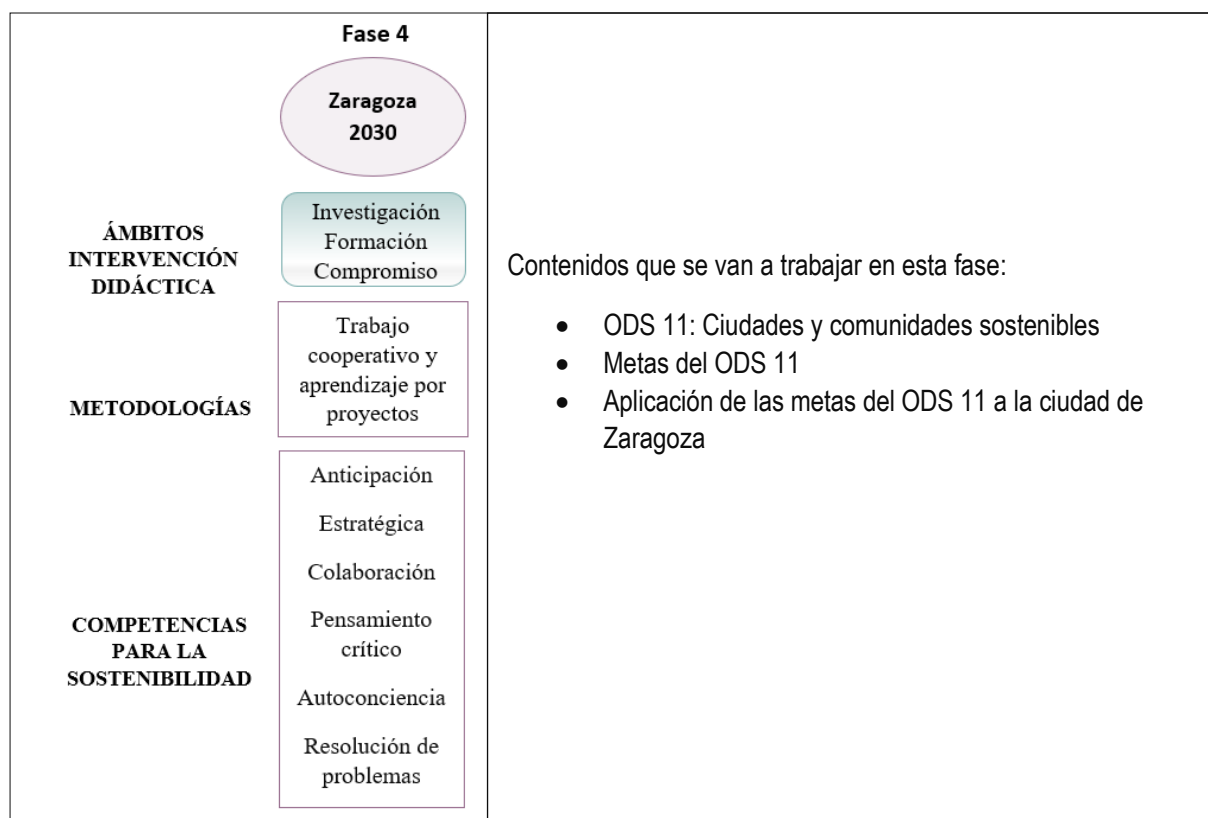 Fase 4
Zaragoza
2030
ÁMBITOS
INTERVENCIÓN
DIDÁCTICA
Investigación
Formación
Compromiso
METODOLOGÍAS
Trabajo
cooperativo y
aprendizaje por
proyectos
COMPETENCIAS
PARA LA
SOSTENIBILIDAD
Anticipación
Estratégica
Colaboración
Pensamiento
crítico
Autoconciencia
Resolución de
problemas
Contenidos que se van a trabajar en esta fase:
• ODS 11: Ciudades y comunidades sostenibles
• Metas del ODS 11
• Aplicación de las metas del ODS 11 a la ciudad de
Zaragoza